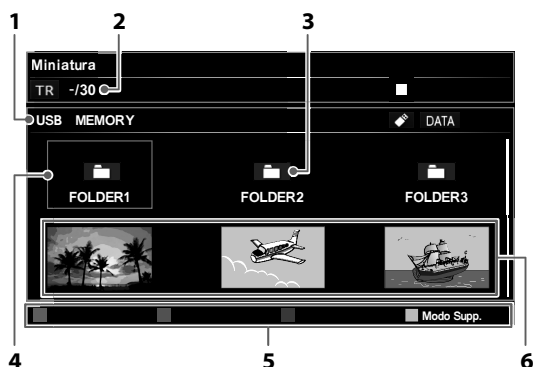 1 2 3
Miniatura
TR -/30
USB MEMORY DATA
FOLDER1 FOLDER2 FOLDER3
Modo Supp.
4 5 6